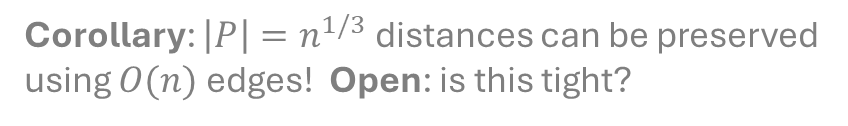 Corollary: |P| = n^{1/3} distances can be preserved
using O(n) edges! Open: is this tight?